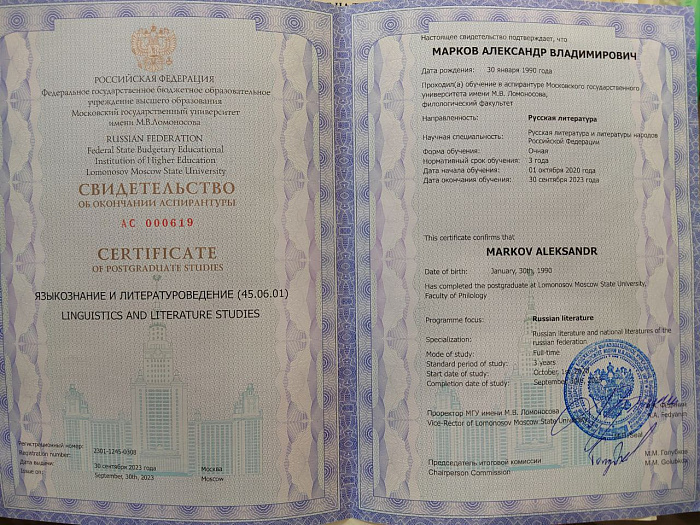 РОССИЙСКАЯ ФЕДЕРАЦИЯ
Федеральное государственное бюджетное образовательное
учреждение высшего образования
Московский государственный университет
имени М.В.Ломоносова
RUSSIAN FEDERATION
Federal State Budgetary Educational
Institution of Higher Education
Lomonosov Moscow State University
СВИДЕТЕЛЬСТВО
ОБ ОКОНЧАНИИ АСПИРАНТУРЫ
АС 000619
CERTIFICATE
OF POSTGRADUATE STUDIES
ЯЗЫКОЗНАНИЕ И ЛИТЕРАТУРОВЕДЕНИЕ (45.06.01)
LINGUISTICS AND LITERATURE STUDIES
Регистрационный номер:
Registration number: 2301-1245-0308
Дата выдачи: 30 сентября 2023 года Москва
Issue on: September, 30th, 2023 Moscow
Настоящее свидетельство подтверждает, что
МАРКОВ АЛЕКСАНДР ВЛАДИМИРОВИЧ
Дата рождения: 30 января 1990 года
Проходил(а) обучение в аспирантуре Московского государственного
университета имени М.В. Ломоносова,
филологический факультет
Направленность: Русская литература
Научная специальность: Русская литература и литературы народов
Российской Федерации
Форма обучения: Очная
Нормативный срок обучения: 3 года
Дата начала обучения: 01 октября 2020 года
Дата окончания обучения: 30 сентября 2023 года
This certificate confirms that
MARKOV ALEKSANDR
Date of birth: January, 30th, 1990
Has completed the postgraduate at Lomonosov Moscow State University,
Faculty of Philology
Programme focus: Russian literature
Specialization: Russian literature and national literatures of the
russian federation
Mode of study: Full-time
Standard period of study: 3 years
Start date of study: October,
Completion date of study: September, 30th,
Проректор МГУ имени М.В. Ломоносова
Vice-Rector of Lomonosov Moscow State University A.A. Fedyanin
Председатель итоговой комиссии М.М. Голубков
Chairperson Commission M.M. Golubkov